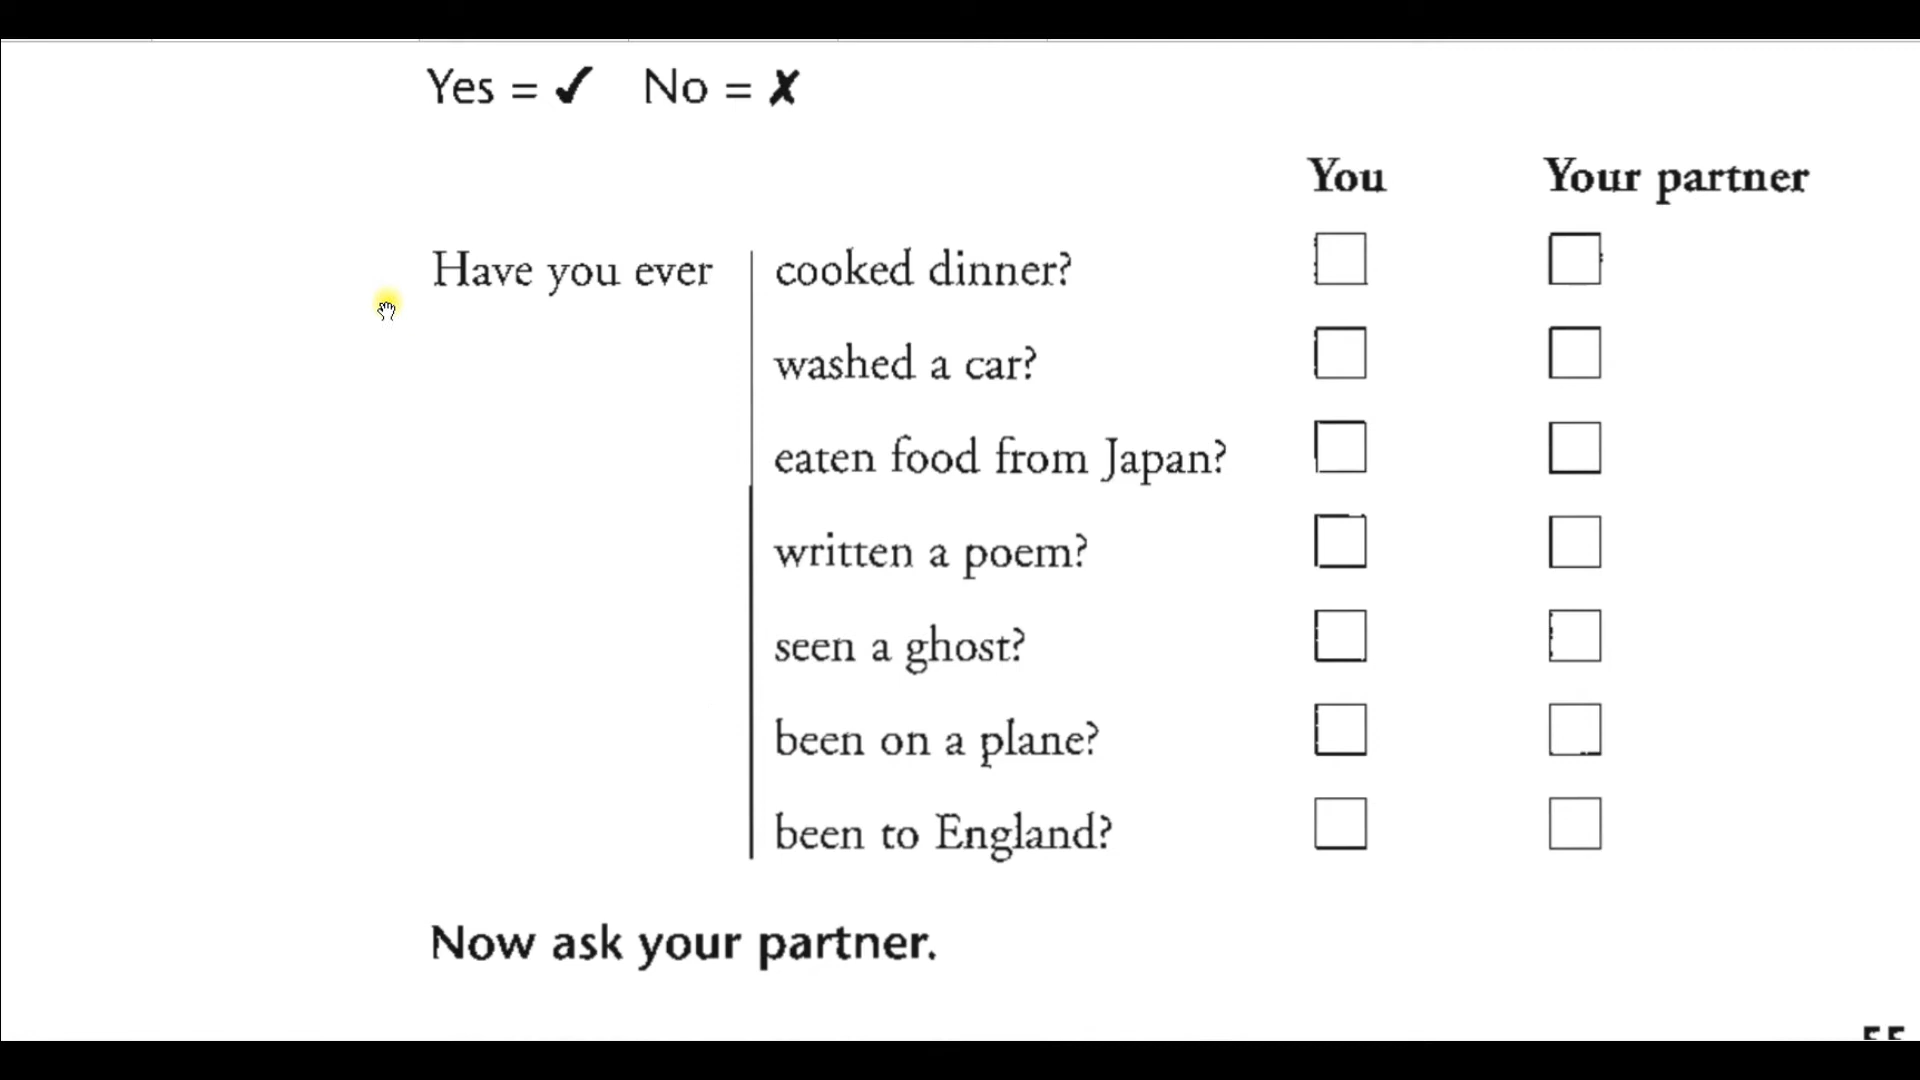 Yes = ✓ No = ✗
You Your partner
Have you ever cooked dinner?
washed a car?
eaten food from Japan?
written a poem?
seen a ghost?
been on a plane?
been to England?
Now ask your partner.